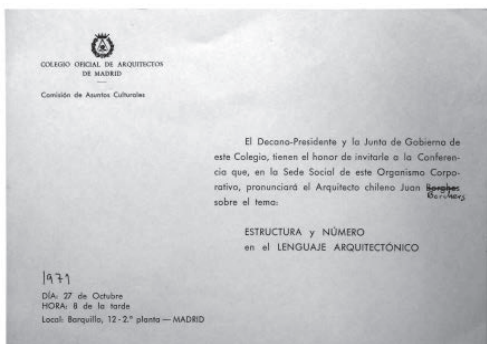 COLEGIO OFICIAL DE ARQUITECTOS
DE MADRID
Comisión de Asuntos Culturales
El Decano-Presidente y la Junta de Gobierno de
este Colegio, tienen el honor de invitarle a la Conferen-
cia que, en la Sede Social de este Organismo Corpo-
rativo, pronunciará el Arquitecto chileno Juan Borghes
Borchers
sobre el tema:
ESTRUCTURA y NÚMERO
en el LENGUAJE ARQUITECTÓNICO
1971
DÍA: 27 de Octubre
HORA: 8 de la tarde
Local: Barquillo, 12 - 2.ª planta — MADRID